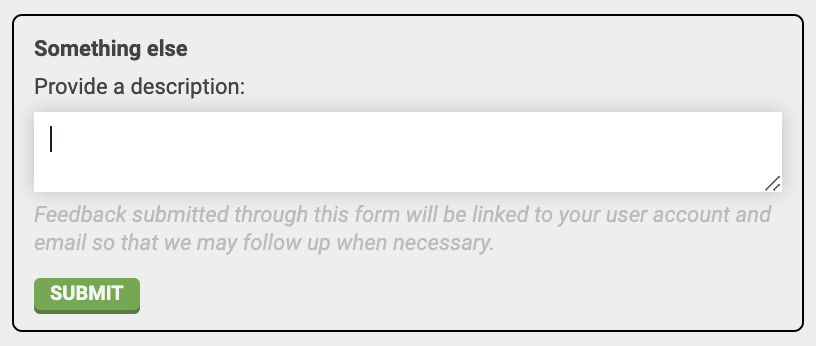 Something else
Provide a description:
Feedback submitted through this form will be linked to your user account and
email so that we may follow up when necessary.
SUBMIT